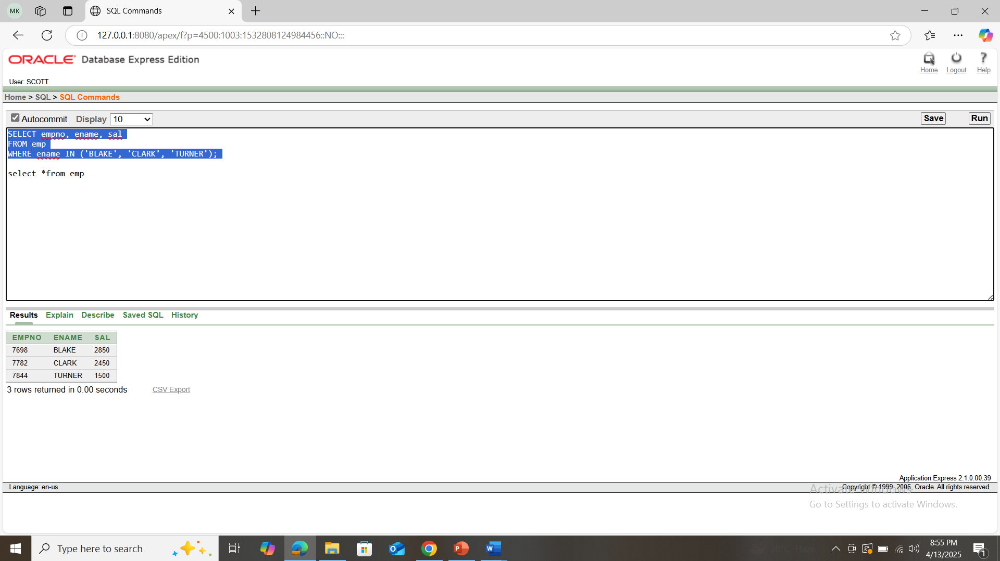 MK
SQL Commands
127.0.0.1:8080/apex/f?p=4500:1003:1532808124984456::NO:::
ORACLE Database Express Edition
Home Logout Help
User: SCOTT
Home > SQL > SQL Commands
Autocommit Display 10 Save Run
SELECT empno, ename, sal
FROM emp
WHERE ename IN ('BLAKE', 'CLARK', 'TURNER');
select *from emp
Results Explain Describe Saved SQL History
EMPNO ENAME SAL
7698 BLAKE 2850
7782 CLARK 2450
7844 TURNER 1500
3 rows returned in 0.00 seconds CSV Export
Application Express 2.1.0.00.39
Language: en-us Copyright © 1999, 2006, Oracle. All rights reserved.
Activate Windows
Go to Settings to activate Windows.
Type here to search
30°C Haze
8:55 PM
4/13/2025
1